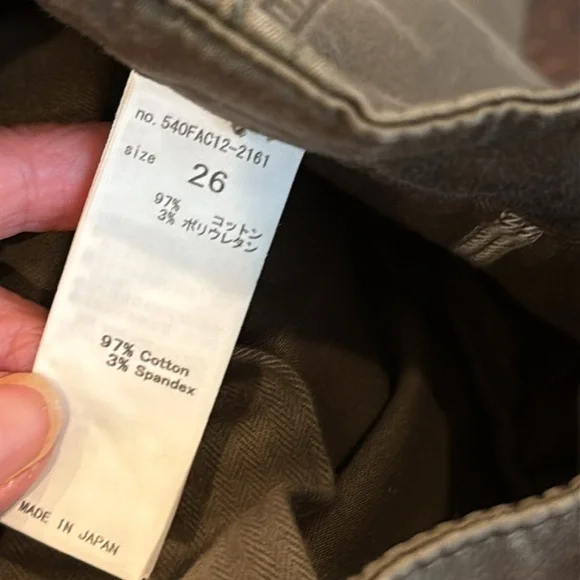 no. 540FAC12-2161
size 26
97% コットン
3% ポリウレタン
97% Cotton
3% Spandex
MADE IN JAPAN